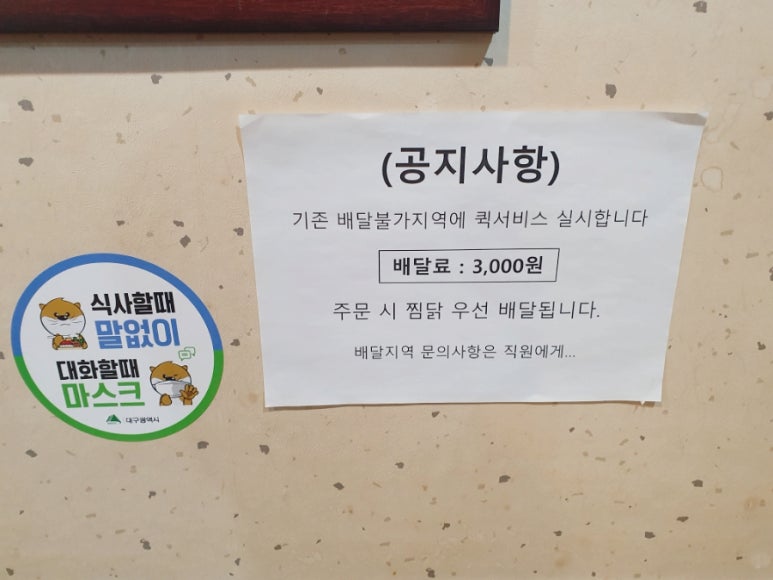 (공지사항)
기존 배달불가지역에 퀵서비스 실시합니다
배달료 : 3,000원
주문 시 찜닭 우선 배달됩니다.
배달지역 문의사항은 직원에게...
식사할때
말없이
대화할때
마스크
대구광역시